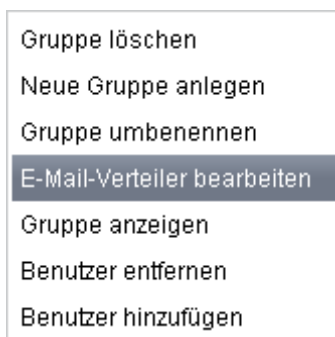 Gruppe löschen
Neue Gruppe anlegen
Gruppe umbenennen
E-Mail-Verteiler bearbeiten
Gruppe anzeigen
Benutzer entfernen
Benutzer hinzufügen